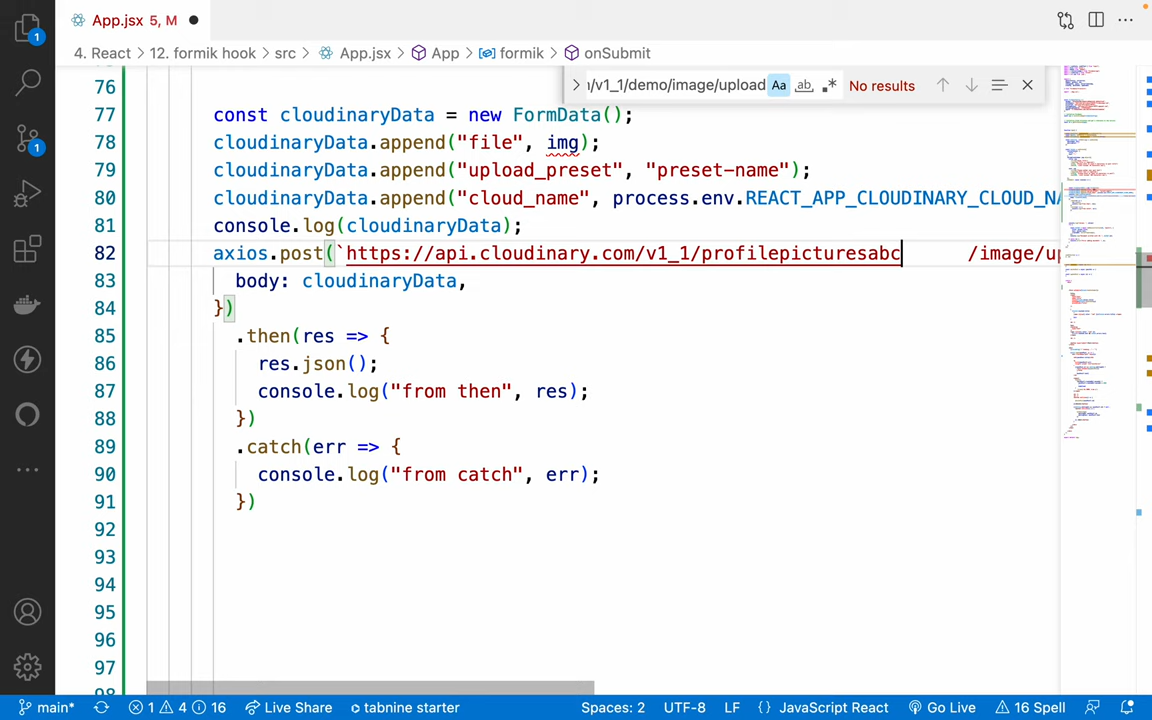 App.jsx 5, M
4. React > 12. formik hook > src > App.jsx > App > formik > onSubmit
/v1_1/demo/image/upload Aa ab .* No results
76
77 const cloudinaryData = new FormData();
78 cloudinaryData.append("file", img);
79 cloudinaryData.append("upload_preset", "preset-name");
80 cloudinaryData.append("cloud_name", process.env.REACT_APP_CLOUDINARY_CLOUD_NA
81 console.log(cloudinaryData);
82 axios.post(`https://api.cloudinary.com/v1_1/profilepicturesabc /image/up
83 body: cloudinaryData,
84 })
85 .then(res => {
86 res.json();
87 console.log("from then", res);
88 })
89 .catch(err => {
90 console.log("from catch", err);
91 })
92
93
94
95
96
97
98
1
1
main* 1 4 16 Live Share tabnine starter Spaces: 2 UTF-8 LF {} JavaScript React Go Live 16 Spell